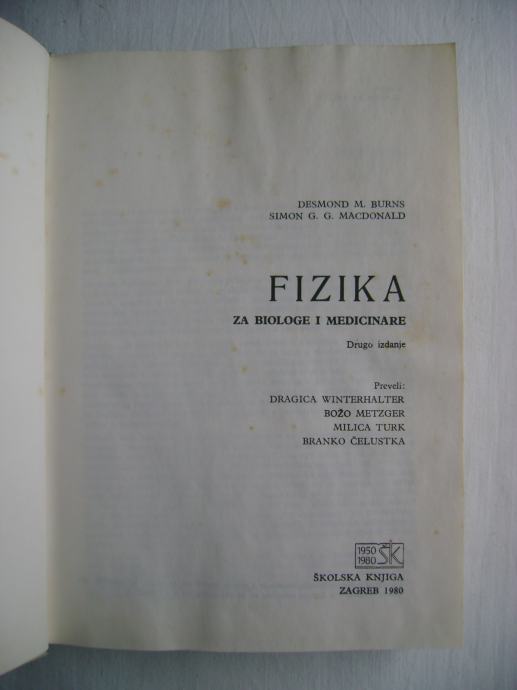 DESMOND M. BURNS
SIMON G. G. MACDONALD
FIZIKA
ZA BIOLOGE I MEDICINARE
Drugo izdanje
Preveli:
DRAGICA WINTERHALTER
BOŽO METZGER
MILICA TURK
BRANKO ČELUSTKA
1950
1980
ŠK
ŠKOLSKA KNJIGA
ZAGREB 1980